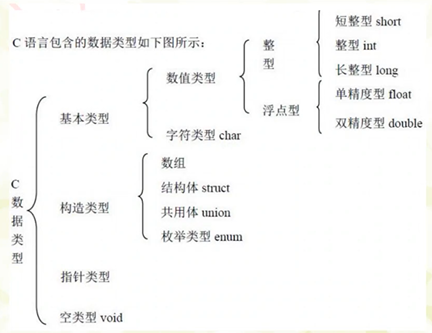 C 语言包含的数据类型如下图所示：
短整型 short
整型
整型 int
数值类型
长整型 long
单精度型 float
浮点型
基本类型
双精度型 double
字符类型 char
数组
C数据类型
结构体 struct
构造类型
共用体 union
枚举类型 enum
指针类型
空类型 void